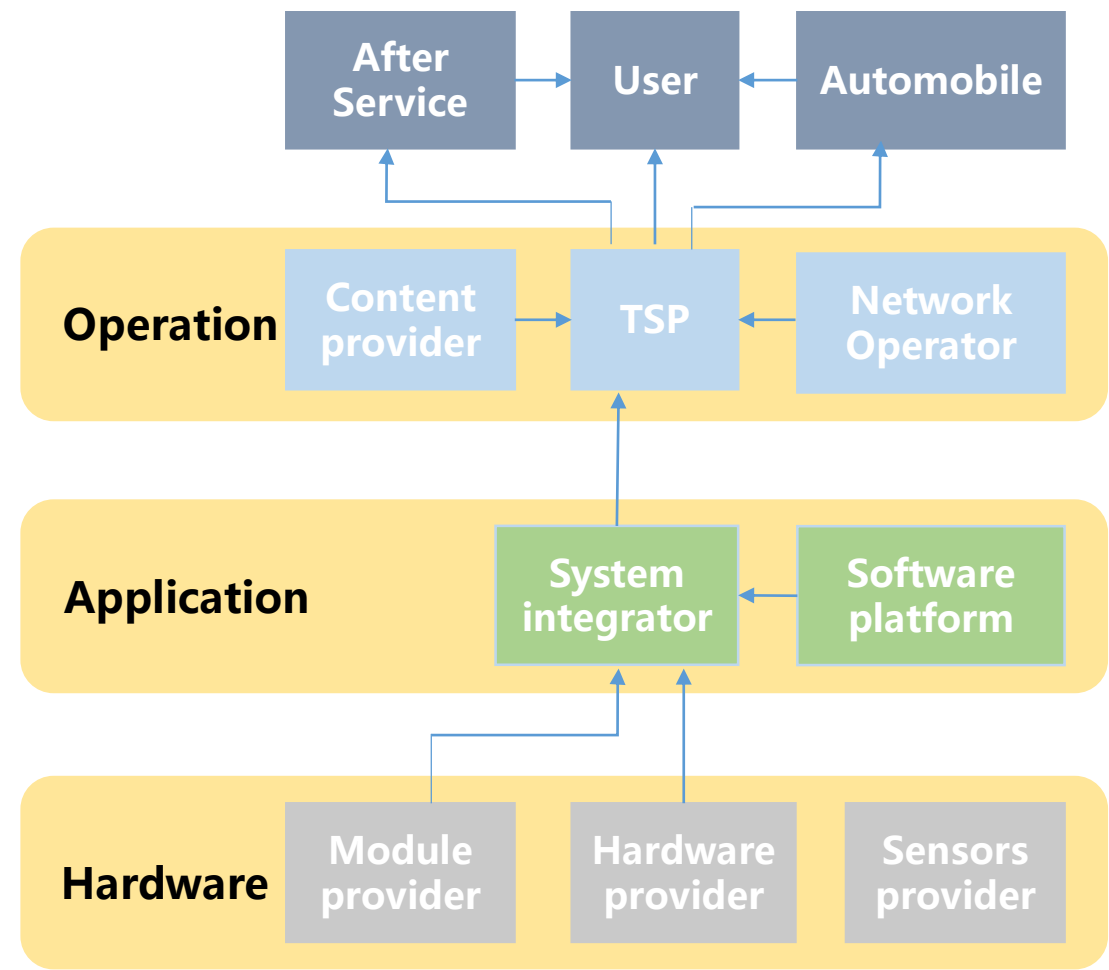 After
Service
User
Automobile
Operation
Content
provider
TSP
Network
Operator
Application
System
integrator
Software
platform
Hardware
Module
provider
Hardware
provider
Sensors
provider